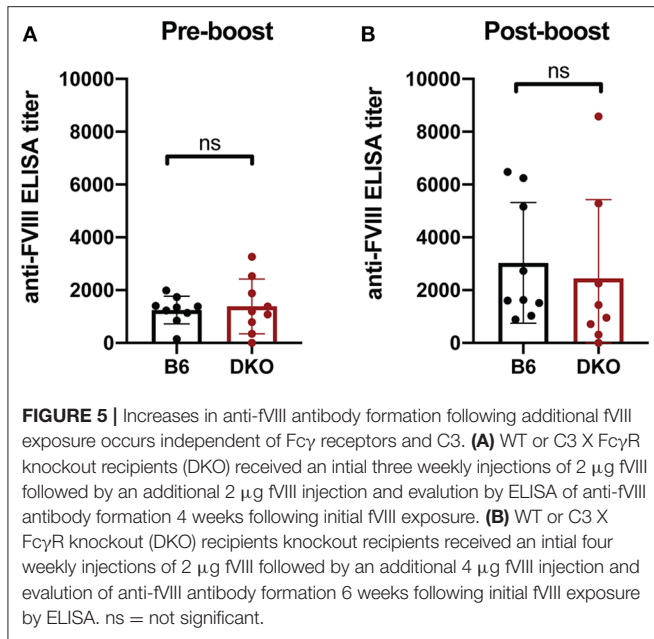 A
Pre-boost
anti-FVIII ELISA titer
10000
8000
6000
4000
2000
0
ns
B6
DKO
B
Post-boost
anti-FVIII ELISA titer
10000
8000
6000
4000
2000
0
ns
B6
DKO
FIGURE 5 | Increases in anti-fVIII antibody formation following additional fVIII
exposure occurs independent of Fcγ receptors and C3. (A) WT or C3 X FcγR
knockout recipients (DKO) received an intial three weekly injections of 2 μg fVIII
followed by an additional 2 μg fVIII injection and evalution by ELISA of anti-fVIII
antibody formation 4 weeks following initial fVIII exposure. (B) WT or C3 X
FcγR knockout (DKO) recipients knockout recipients received an intial four
weekly injections of 2 μg fVIII followed by an additional 4 μg fVIII injection and
evalution of anti-fVIII antibody formation 6 weeks following initial fVIII exposure
by ELISA. ns = not significant.